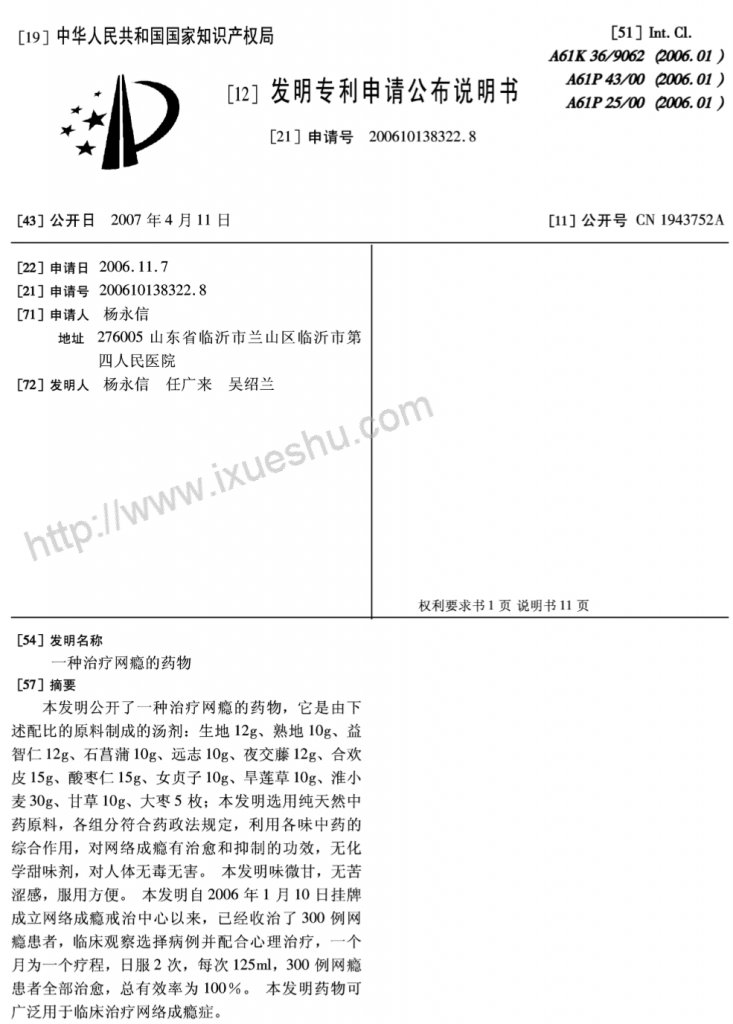 [19] 中华人民共和国国家知识产权局
[51] Int. Cl.
A61K 36/9062 (2006.01)
A61P 43/00 (2006.01)
A61P 25/00 (2006.01)
[12] 发明专利申请公布说明书
[21] 申请号 200610138322.8
[43] 公开日 2007 年 4 月 11 日
[11] 公开号 CN 1943752A
[22] 申请日 2006.11.7
[21] 申请号 200610138322.8
[71] 申请人 杨永信
地址 276005 山东省临沂市兰山区临沂市第
四人民医院
[72] 发明人 杨永信 任广来 吴绍兰
http://www.ixueshu.com
权利要求书 1 页 说明书 11 页
[54] 发明名称
一种治疗网瘾的药物
[57] 摘要
本发明公开了一种治疗网瘾的药物，它是由下
述配比的原料制成的汤剂：生地 12g、熟地 10g、益
智仁 12g、石菖蒲 10g、远志 10g、夜交藤 12g、合欢
皮 15g、酸枣仁 15g、女贞子 10g、旱莲草 10g、淮小
麦 30g、甘草 10g、大枣 5 枚；本发明选用纯天然中
药原料，各组分符合药政法规定，利用各味中药的
综合作用，对网络成瘾有治愈和抑制的功效，无化
学甜味剂，对人体无毒无害。 本发明味微甘，无苦
涩感，服用方便。 本发明自 2006 年 1 月 10 日挂牌
成立网络成瘾戒治中心以来，已经收治了 300 例网
瘾患者，临床观察选择病例并配合心理治疗，一个
月为一个疗程，日服 2 次，每次 125ml，300 例网瘾
患者全部治愈，总有效率为 100%。 本发明药物可
广泛用于临床治疗网络成瘾症。